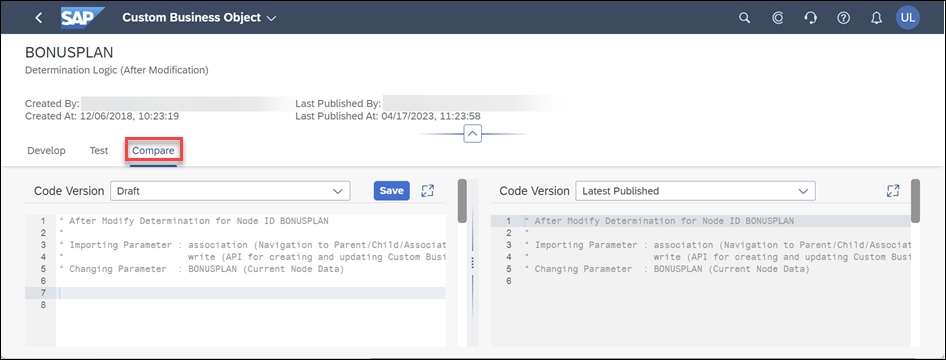 SAP Custom Business Object UL
BONUSPLAN
Determination Logic (After Modification)
Created By: Last Published By:
Created At: 12/06/2018, 10:23:19 Last Published At: 04/17/2023, 11:23:58
Develop Test Compare
Code Version Draft Save Code Version Latest Published
1 * After Modify Determination for Node ID BONUSPLAN
2 *
3 * Importing Parameter : association (Navigation to Parent/Child/Associat
4 * write (API for creating and updating Custom Busi
5 * Changing Parameter : BONUSPLAN (Current Node Data)
6
7
8
1 * After Modify Determination for Node ID BONUSPLAN
2 *
3 * Importing Parameter : association (Navigation to Parent/Child/Associat
4 * write (API for creating and updating Custom Busi
5 * Changing Parameter : BONUSPLAN (Current Node Data)
6